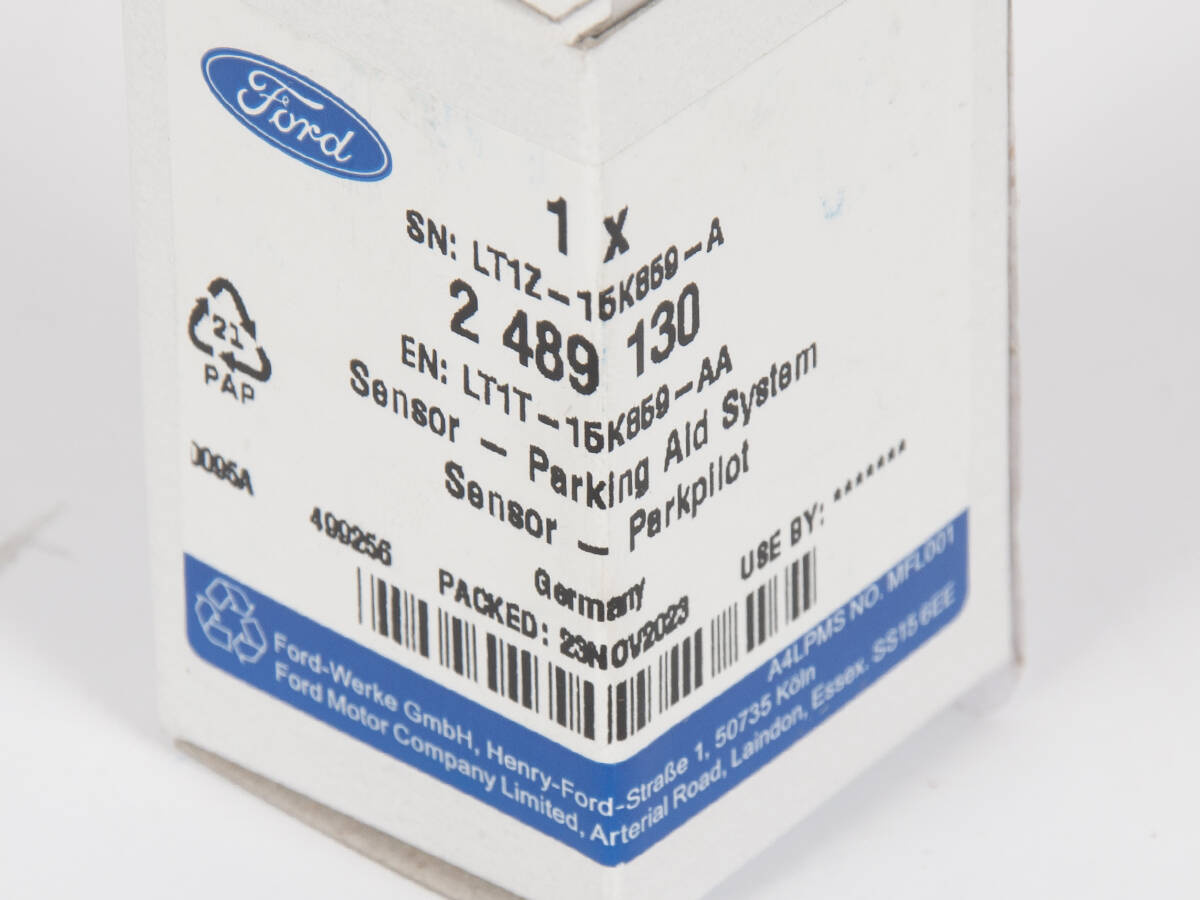 Ford
1 x
SN: LT1Z-15K859-A
2 489 130
EN: LT1T-15K859-AA
Sensor - Parking Aid System
Sensor - Parkpilot
21
PAP
499256
Germany
PACKED: 23NOV2023
USE BY: *******
A4LPMS NO. MFL001
Ford-Werke GmbH, Henry-Ford-Straße 1, 50735 Köln
Ford Motor Company Limited, Arterial Road, Laindon, Essex. SS15 6EE